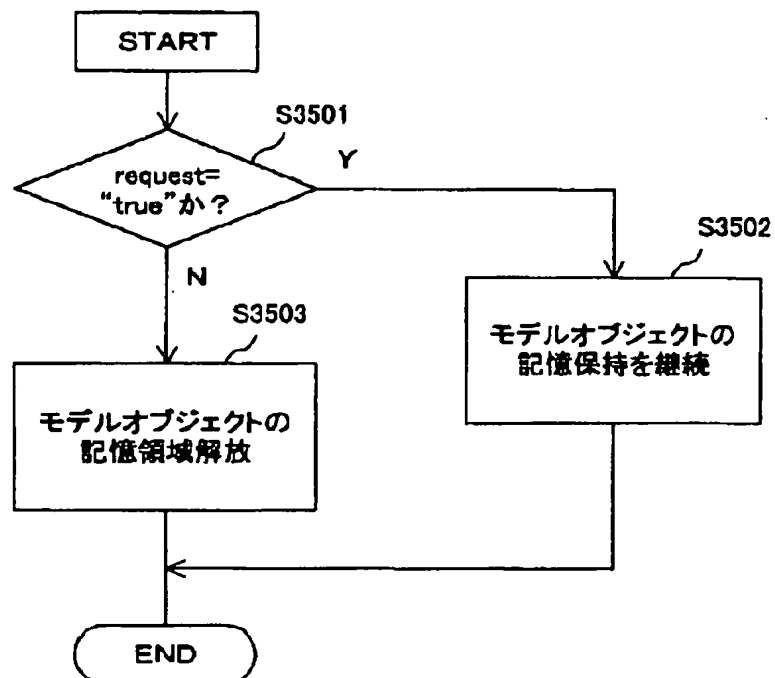 START
S3501
request=
“true”か？
Y
N
S3502
モデルオブジェクトの
記憶保持を継続
S3503
モデルオブジェクトの
記憶領域解放
END